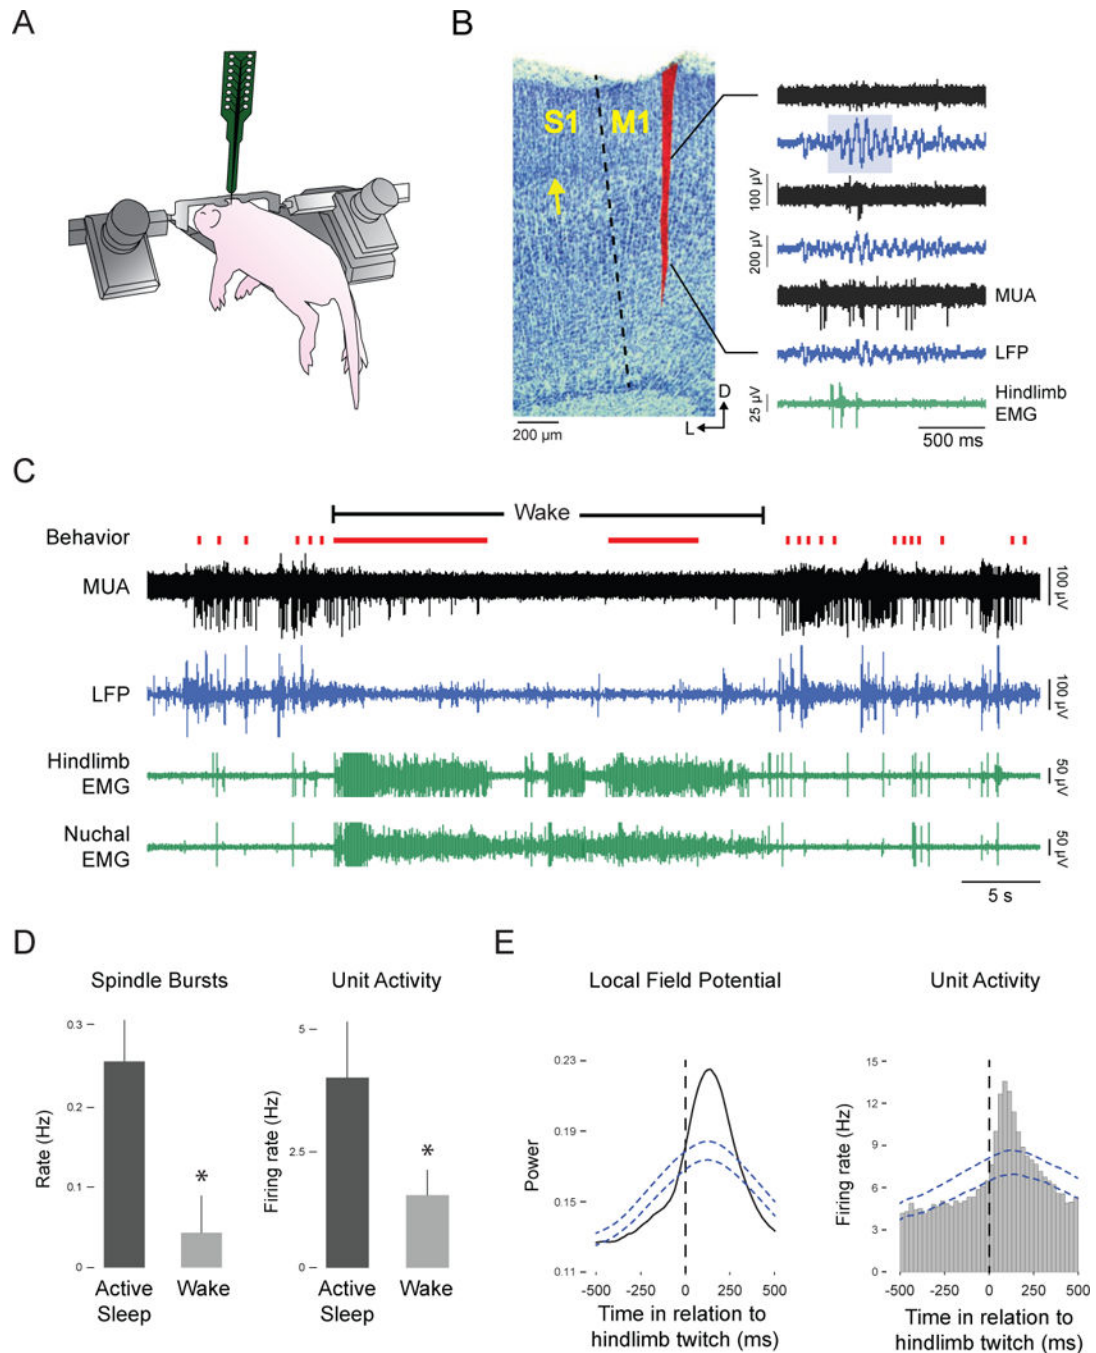 A
B
S1
M1
100 µV
200 µV
MUA
LFP
25 µV
Hindlimb
EMG
D
L
200 µm
500 ms
C
Wake
Behavior
MUA
100 µV
LFP
100 µV
Hindlimb
EMG
50 µV
Nuchal
EMG
50 µV
5 s
D
Spindle Bursts
Unit Activity
Rate (Hz)
0.3
0.2
0.1
0
*
Active
Sleep
Wake
Firing rate (Hz)
5
2.5
0
*
Active
Sleep
Wake
E
Local Field Potential
Unit Activity
Power
0.23
0.19
0.15
0.11
-500 -250 0 250 500
Time in relation to
hindlimb twitch (ms)
Firing rate (Hz)
15
12
9
6
3
0
-500 -250 0 250 500
Time in relation to
hindlimb twitch (ms)